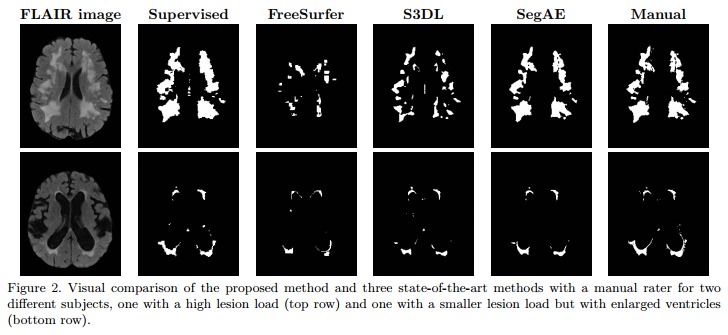 FLAIR image Supervised FreeSurfer S3DL SegAE Manual
Figure 2. Visual comparison of the proposed method and three state-of-the-art methods with a manual rater for two
different subjects, one with a high lesion load (top row) and one with a smaller lesion load but with enlarged ventricles
(bottom row).